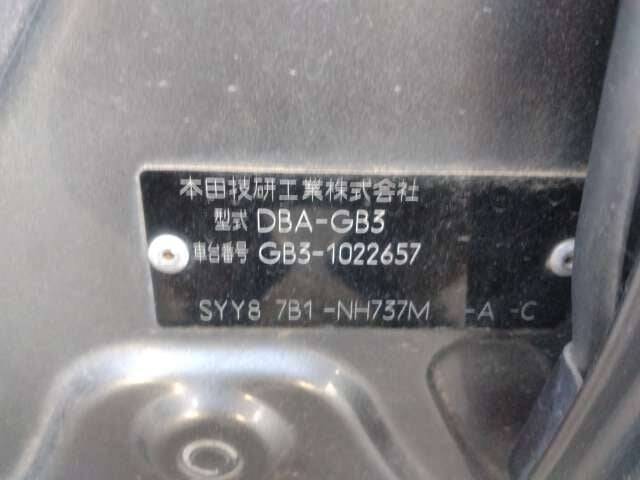 本田技研工業株式会社
型式 DBA-GB3
車台番号 GB3-1022657
SYY8 7B1-NH737M -A -C